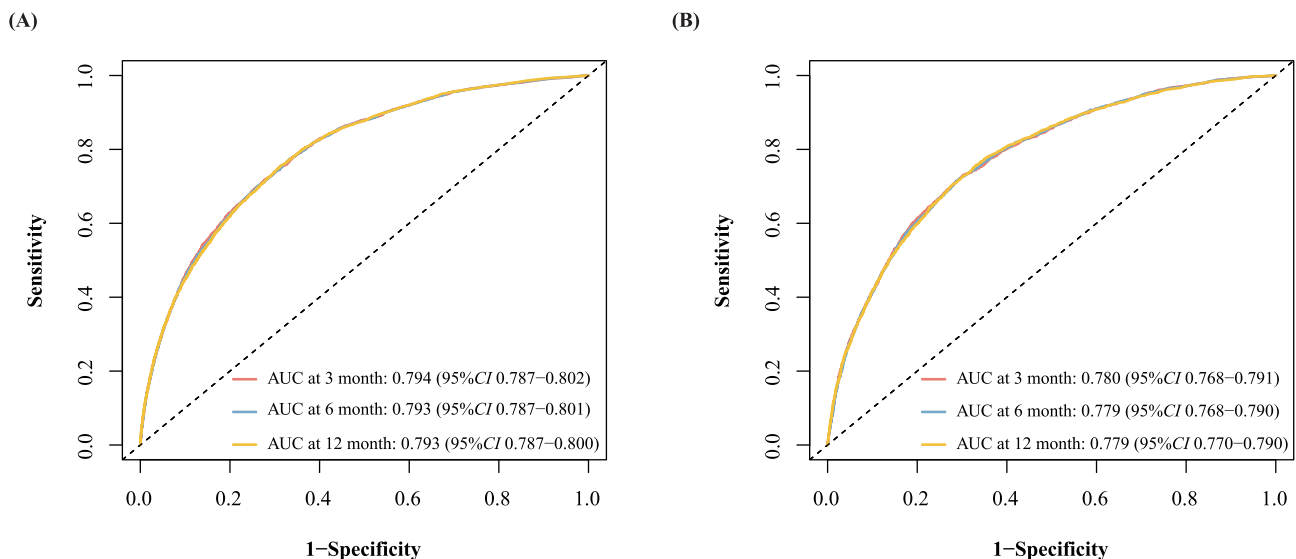 (A)
Sensitivity
1.0
0.8
0.6
0.4
0.2
0.0
AUC at 3 month: 0.794 (95%CI 0.787−0.802)
AUC at 6 month: 0.793 (95%CI 0.787−0.801)
AUC at 12 month: 0.793 (95%CI 0.787−0.800)
0.0 0.2 0.4 0.6 0.8 1.0
1−Specificity
(B)
Sensitivity
1.0
0.8
0.6
0.4
0.2
0.0
AUC at 3 month: 0.780 (95%CI 0.768−0.791)
AUC at 6 month: 0.779 (95%CI 0.768−0.790)
AUC at 12 month: 0.779 (95%CI 0.770−0.790)
0.0 0.2 0.4 0.6 0.8 1.0
1−Specificity